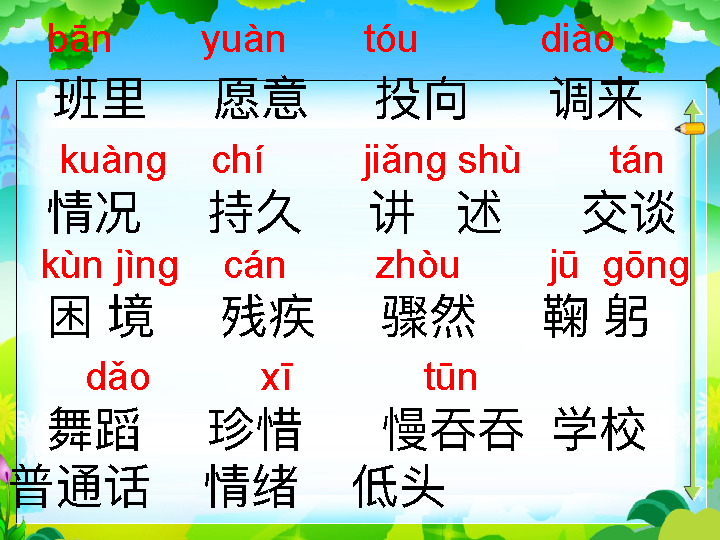 bān yuàn tóu diào
班里 愿意 投向 调来
kuàng chí jiǎng shù tán
情况 持久 讲 述 交谈
kùn jìng cán zhòu jū gōng
困 境 残疾 骤然 鞠 躬
dǎo xī tūn
舞蹈 珍惜 慢吞吞 学校
普通话 情绪 低头